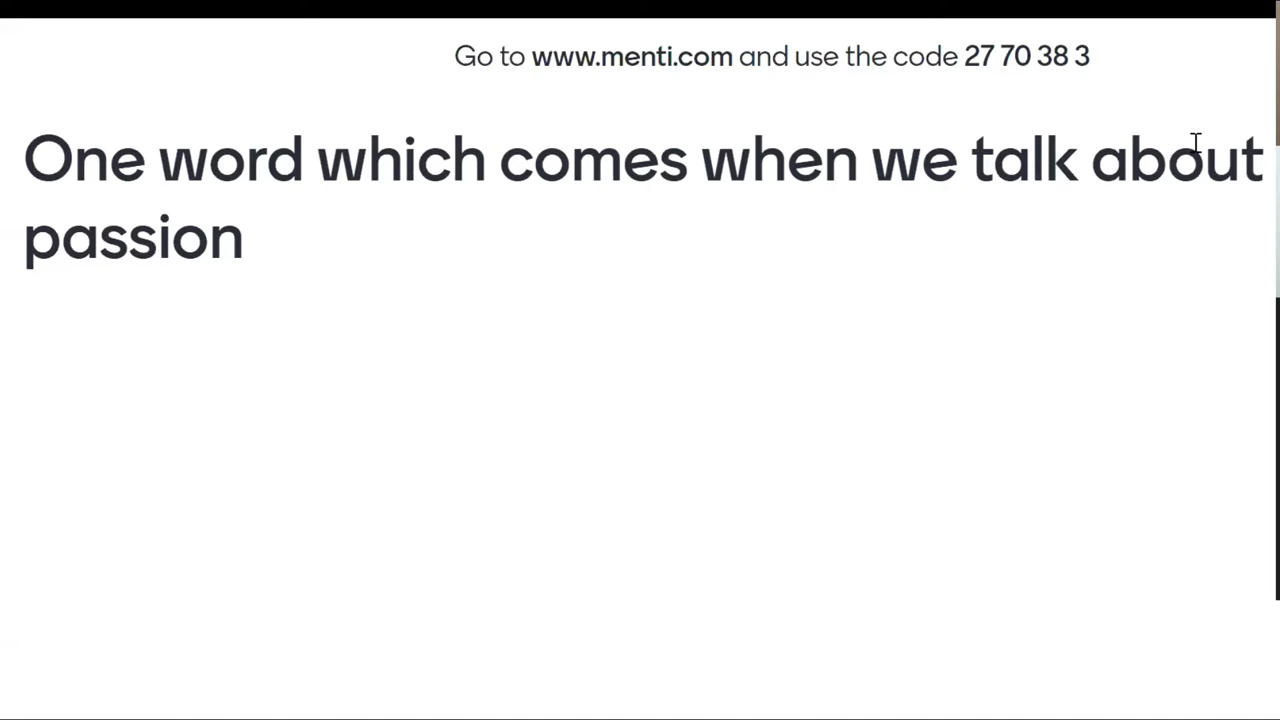 Go to www.menti.com and use the code 27 70 38 3
One word which comes when we talk about
passion